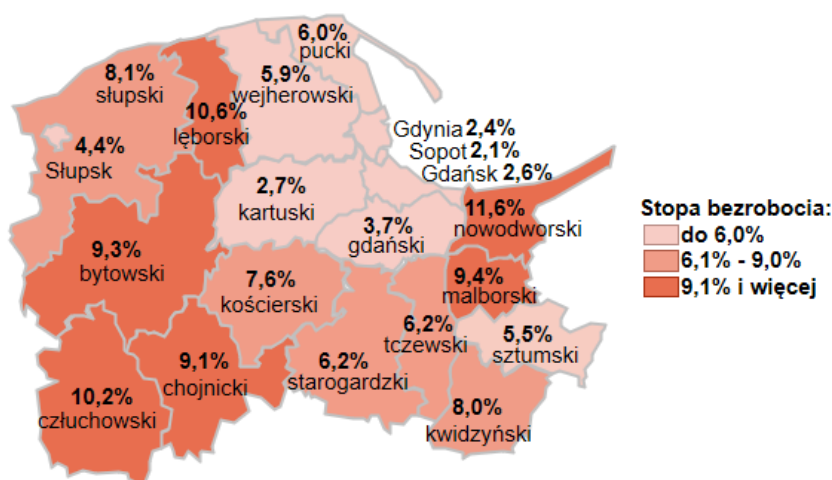 6,0%
pucki
8,1%
słupski
5,9%
wejherowski
10,6%
lęborski
Gdynia 2,4%
Sopot 2,1%
Gdańsk 2,6%
4,4%
Słupsk
2,7%
kartuski
3,7%
gdański
11,6%
nowodworski
Stopa bezrobocia:
do 6,0%
6,1% - 9,0%
9,1% i więcej
9,3%
bytowski
7,6%
kościerski
9,4%
malborski
6,2%
tczewski
5,5%
sztumski
9,1%
chojnicki
6,2%
starogardzki
10,2%
człuchowski
8,0%
kwidzyński